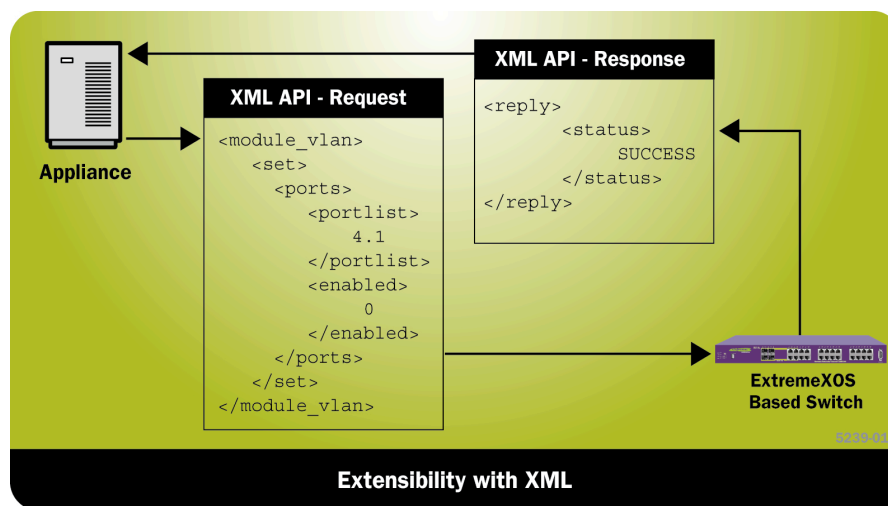 XML API - Response
<reply>
<status>
SUCCESS
</status>
</reply>
XML API - Request
<module_vlan>
<set>
<ports>
<portlist>
4.1
</portlist>
<enabled>
0
</enabled>
</ports>
</set>
</module_vlan>
Appliance
ExtremeXOS
Based Switch
5239-01
Extensibility with XML